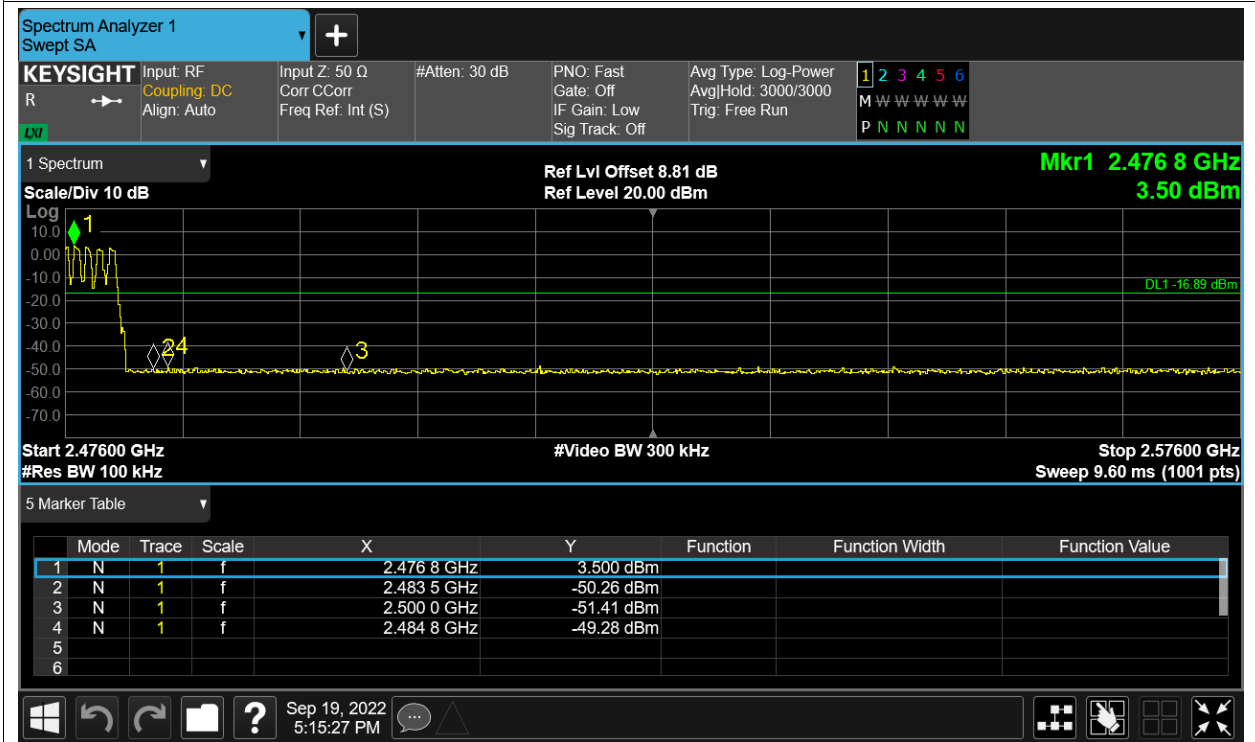 Spectrum Analyzer 1
Swept SA
+
KEYSIGHT Input: RF Input Z: 50 Ω #Atten: 30 dB PNO: Fast Avg Type: Log-Power 1 2 3 4 5 6
R Coupling: DC Corr CCorr Gate: Off Avg|Hold: 3000/3000 M W W W W W
Align: Auto Freq Ref: Int (S) IF Gain: Low Trig: Free Run
LXI Sig Track: Off P N N N N N
1 Spectrum Ref Lvl Offset 8.81 dB Mkr1 2.476 8 GHz
Scale/Div 10 dB Ref Level 20.00 dBm 3.50 dBm
Log
1
10.0
0.00
-10.0
DL1 -16.89 dBm
-20.0
-30.0
-40.0 2 4 3
-50.0
-60.0
-70.0
Start 2.47600 GHz #Video BW 300 kHz Stop 2.57600 GHz
#Res BW 100 kHz Sweep 9.60 ms (1001 pts)
5 Marker Table
Mode Trace Scale X Y Function Function Width Function Value
1 N 1 f 2.476 8 GHz 3.500 dBm
2 N 1 f 2.483 5 GHz -50.26 dBm
3 N 1 f 2.500 0 GHz -51.41 dBm
4 N 1 f 2.484 8 GHz -49.28 dBm
5
6
? Sep 19, 2022
5:15:27 PM